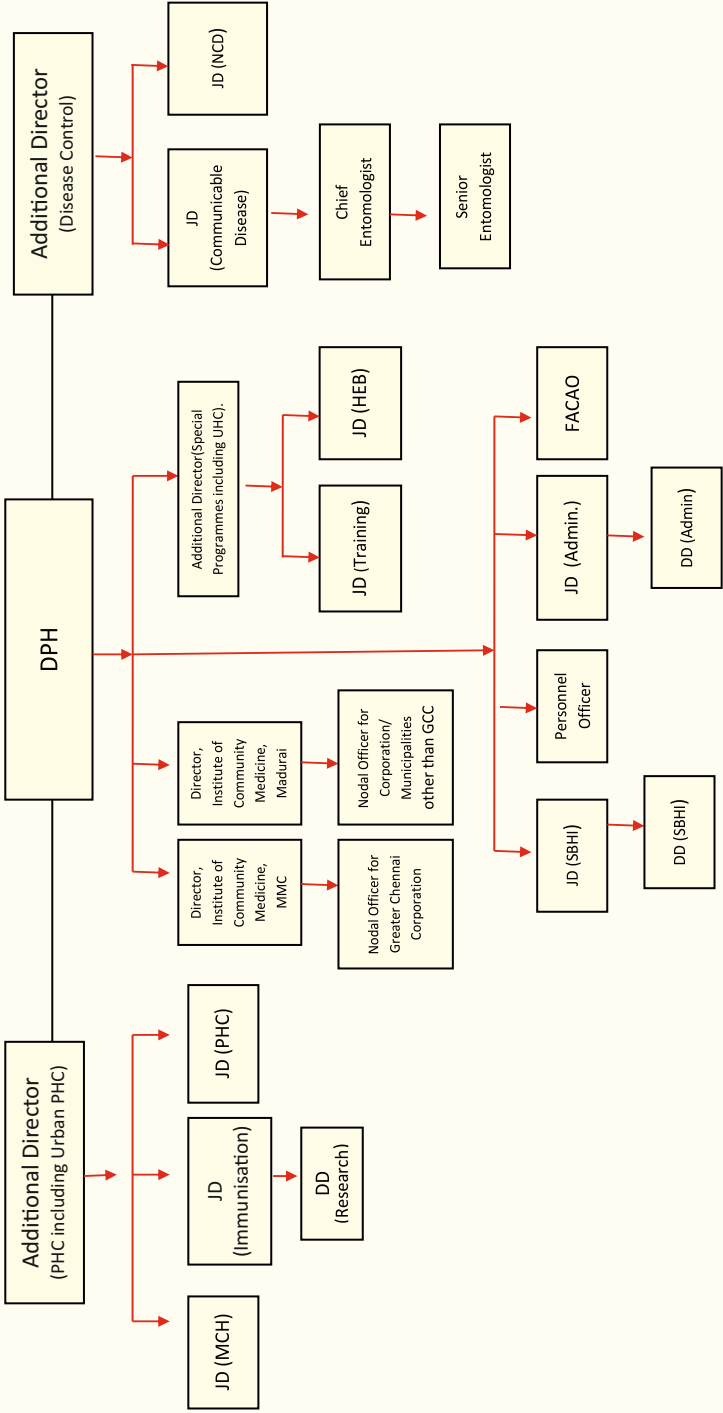 Additional Director
(PHC including Urban PHC)
DPH
Additional Director
(Disease Control)
JD (MCH)
JD
(Immunisation)
JD (PHC)
DD
(Research)
Director,
Institute of
Community
Medicine,
MMC
Director,
Institute of
Community
Medicine,
Madurai
Additional Director(Special
Programmes including UHC).
Nodal Officer for
Greater Chennai
Corporation
Nodal Officer for
Corporation/
Municipalities
other than GCC
JD (Training)
JD (HEB)
JD
(Communicable
Disease)
JD (NCD)
Chief
Entomologist
Senior
Entomologist
JD (SBHI)
Personnel
Officer
JD (Admin.)
FACAO
DD (SBHI)
DD (Admin)